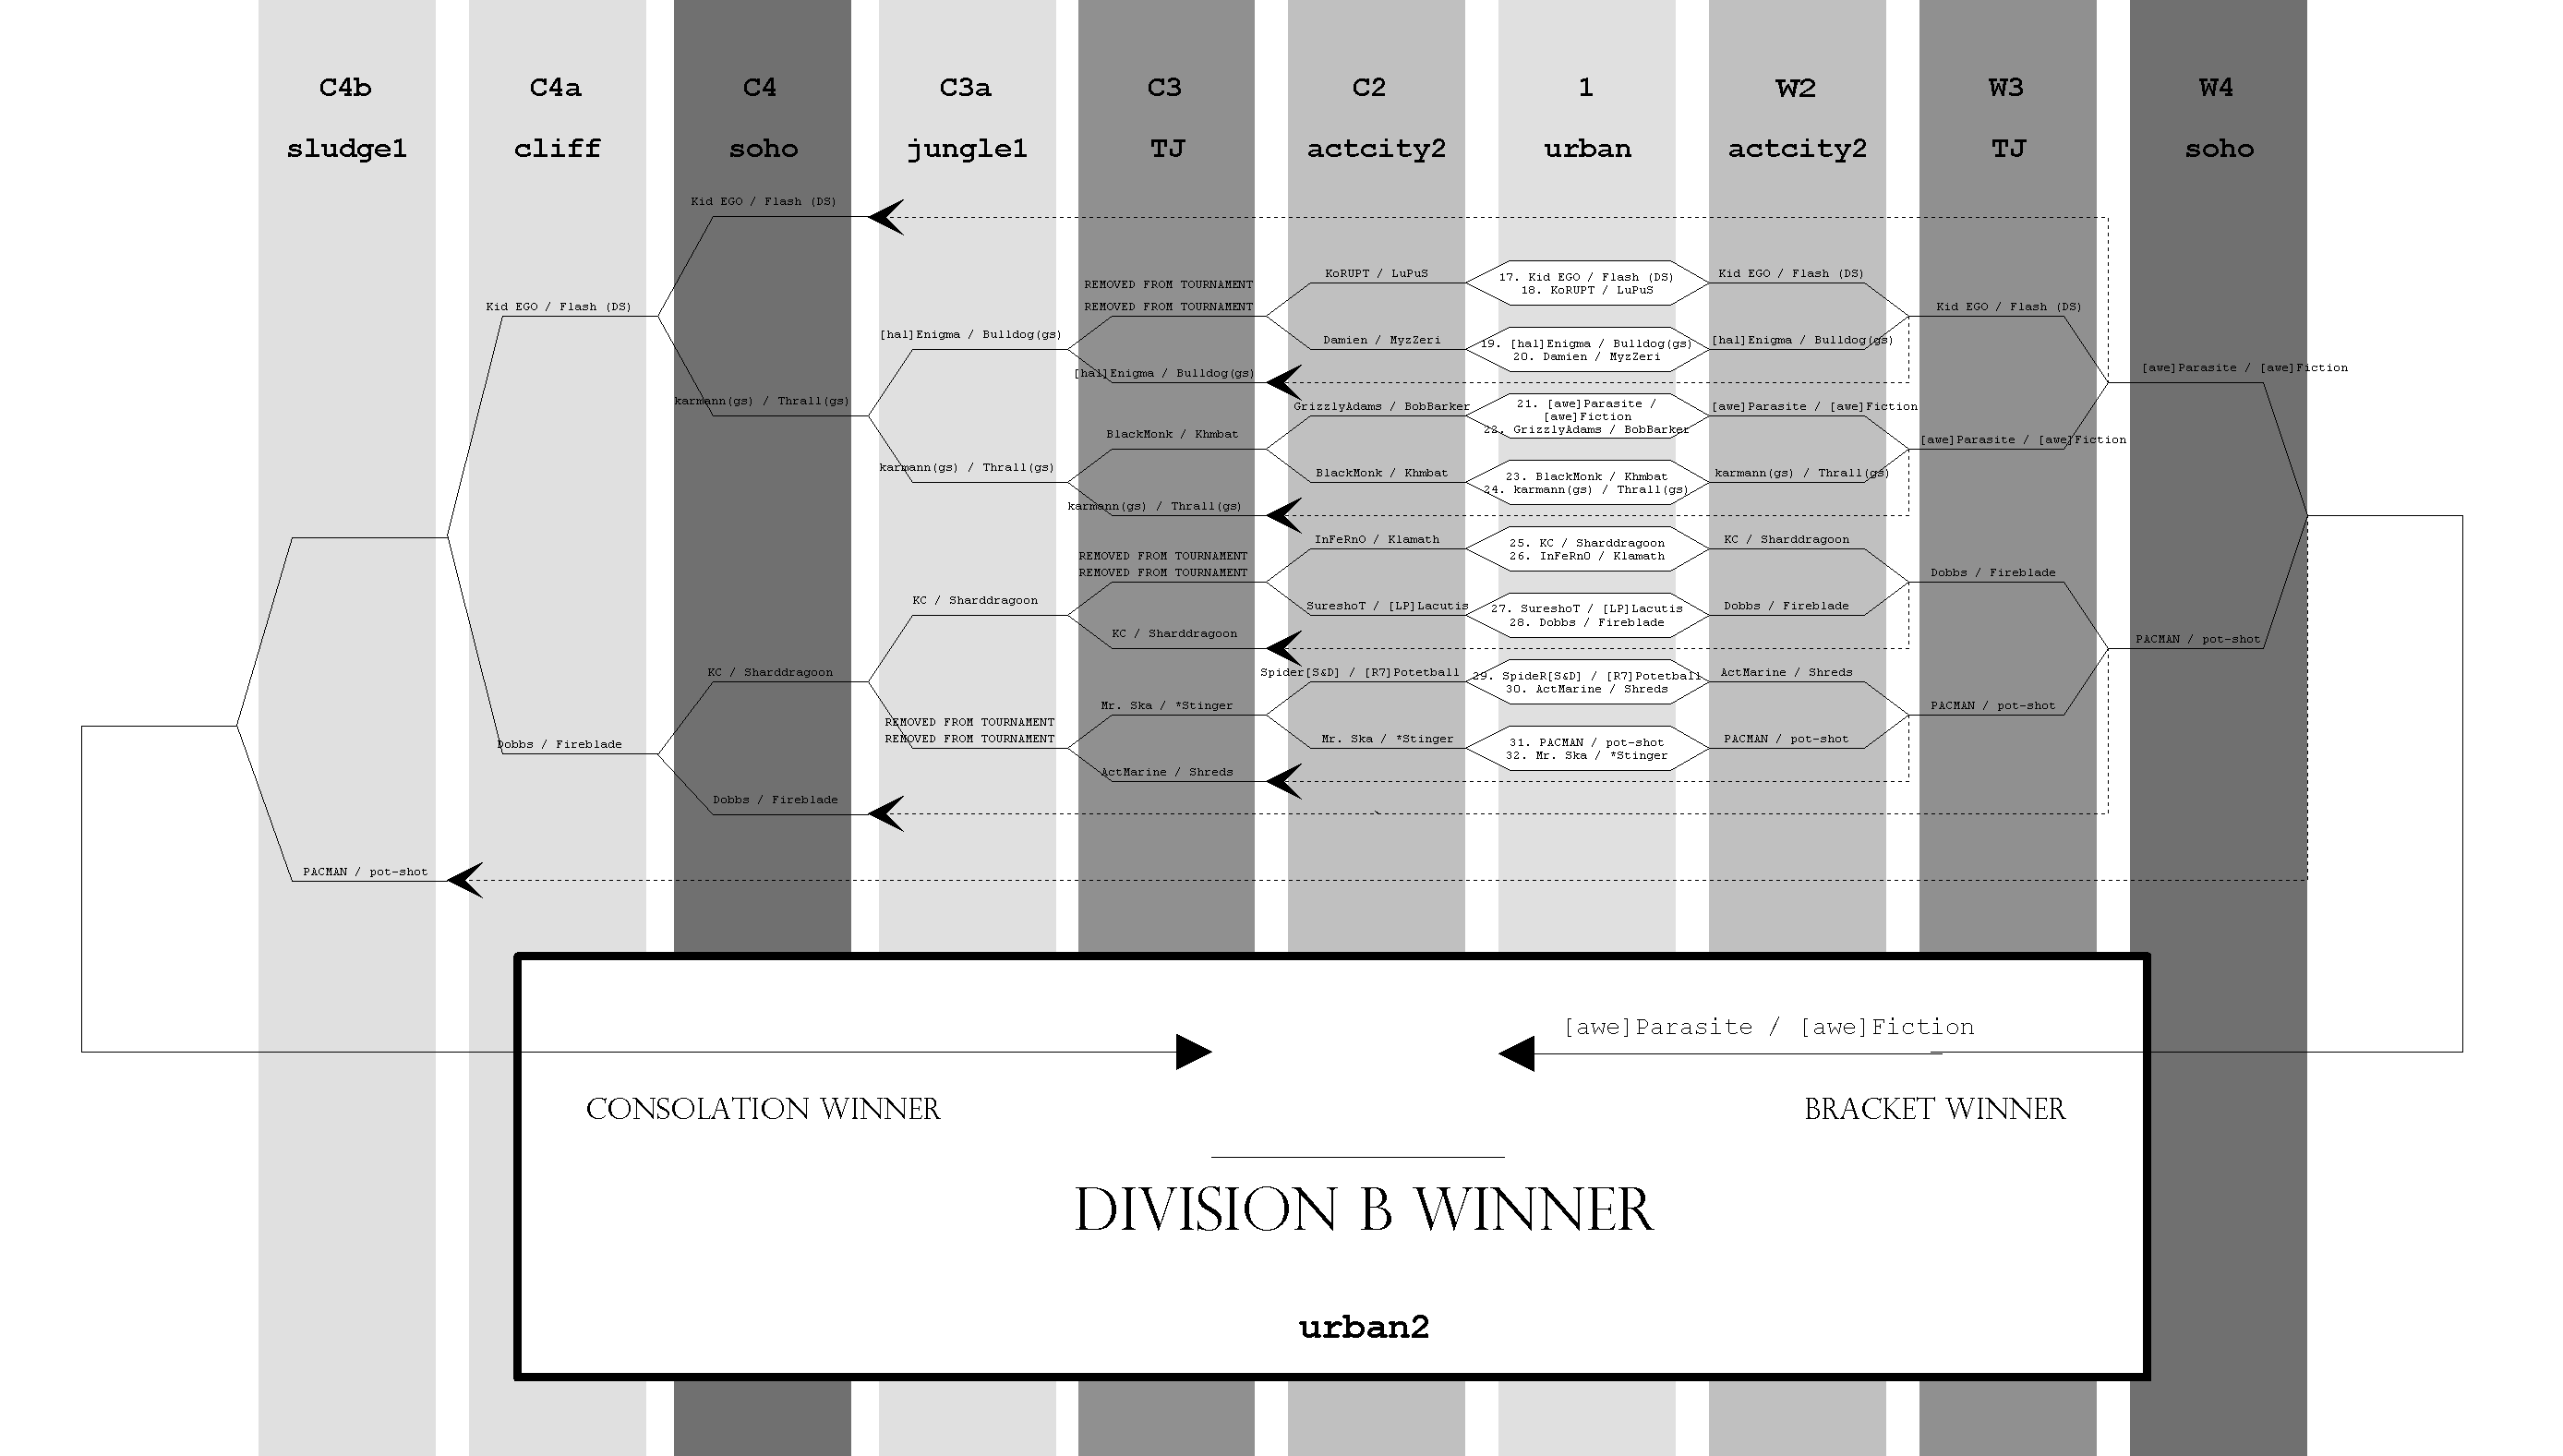 C4b C4a C4 C3a C3 C2 1 W2 W3 W4
sludge1 cliff soho jungle1 TJ actcity2 urban actcity2 TJ soho
Kid EGO / Flash (DS)
Kid EGO / Flash (DS)
karmann(gs) / Thrall(gs)
Dobbs / Fireblade
KC / Sharddragoon
Dobbs / Fireblade
PACMAN / pot-shot
[hal]Enigma / Bulldog(gs)
karmann(gs) / Thrall(gs)
KC / Sharddragoon
REMOVED FROM TOURNAMENT
REMOVED FROM TOURNAMENT
REMOVED FROM TOURNAMENT
REMOVED FROM TOURNAMENT
[hal]Enigma / Bulldog(gs)
BlackMonk / Khmbat
karmann(gs) / Thrall(gs)
REMOVED FROM TOURNAMENT
REMOVED FROM TOURNAMENT
KC / Sharddragoon
Mr. Ska / *Stinger
ActMarine / Shreds
KoRUPT / LuPuS
Damien / MyzZeri
GrizzlyAdams / BobBarker
BlackMonk / Khmbat
InFeRnO / Klamath
SureshoT / [LP]Lacutis
Spider[S&D] / [R7]Potetball
Mr. Ska / *Stinger
17. Kid EGO / Flash (DS)
18. KoRUPT / LuPuS
19. [hal]Enigma / Bulldog(gs)
20. Damien / MyzZeri
21. [awe]Parasite /
[awe]Fiction
22. GrizzlyAdams / BobBarker
23. BlackMonk / Khmbat
24. karmann(gs) / Thrall(gs)
25. KC / Sharddragoon
26. InFeRnO / Klamath
27. SureshoT / [LP]Lacutis
28. Dobbs / Fireblade
29. SpideR[S&D] / [R7]Potetball
30. ActMarine / Shreds
31. PACMAN / pot-shot
32. Mr. Ska / *Stinger
Kid EGO / Flash (DS)
[hal]Enigma / Bulldog(gs)
[awe]Parasite / [awe]Fiction
karmann(gs) / Thrall(gs)
KC / Sharddragoon
Dobbs / Fireblade
ActMarine / Shreds
PACMAN / pot-shot
Kid EGO / Flash (DS)
[awe]Parasite / [awe]Fiction
Dobbs / Fireblade
PACMAN / pot-shot
[awe]Parasite / [awe]Fiction
PACMAN / pot-shot
[awe]Parasite / [awe]Fiction
CONSOLATION WINNER
BRACKET WINNER
DIVISION B WINNER
urban2